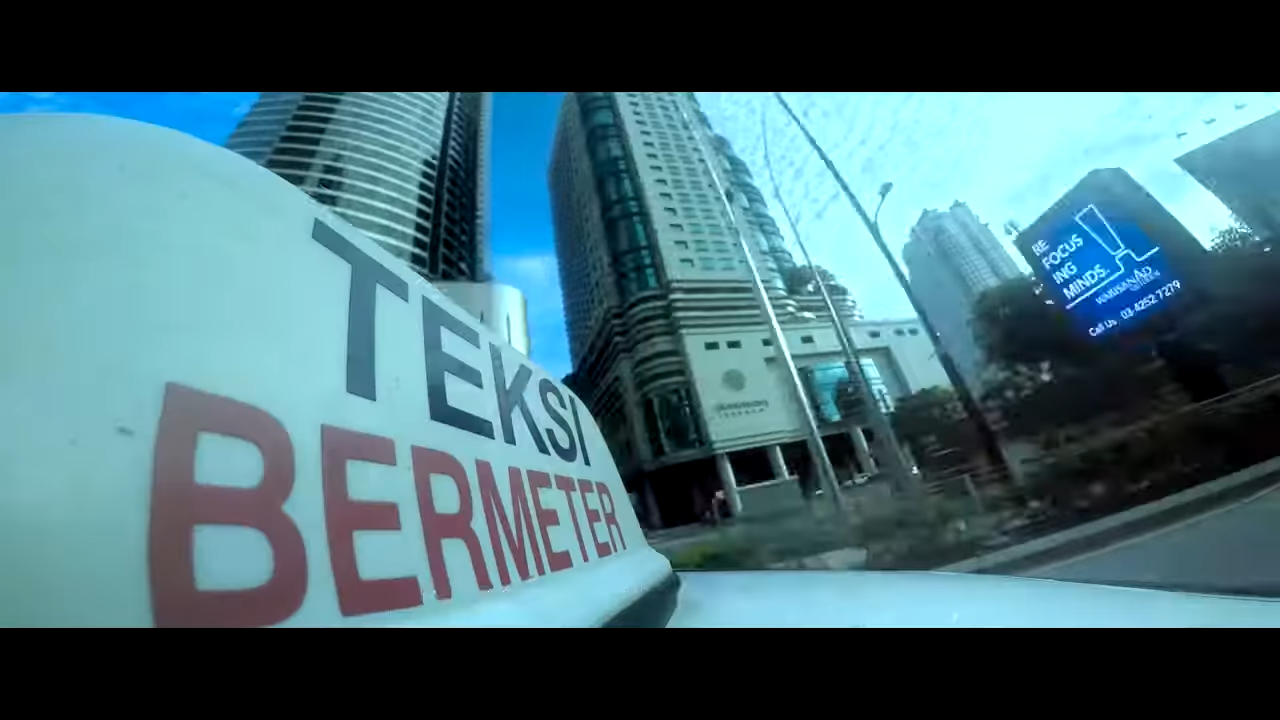 TEKSI
BERMETER
RE
FOCUS
ING
MINDS.
Call Us : 03-4252 7279